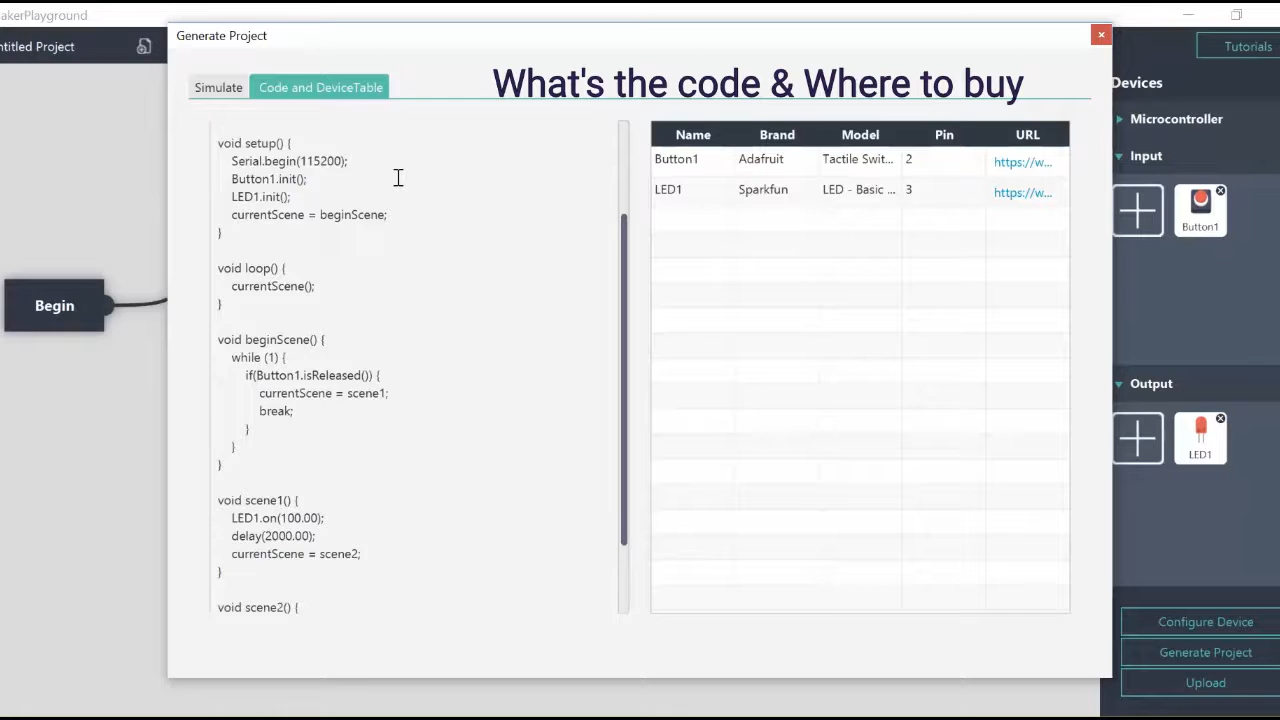 akerPlayground
ntitled Project
Generate Project
Tutorials
Simulate
Code and DeviceTable
What's the code & Where to buy
void setup() {
Serial.begin(115200);
Button1.init();
LED1.init();
currentScene = beginScene;
}
void loop() {
currentScene();
}
void beginScene() {
while (1) {
if(Button1.isReleased()) {
currentScene = scene1;
break;
}
}
}
void scene1() {
LED1.on(100.00);
delay(2000.00);
currentScene = scene2;
}
void scene2() {
Name Brand Model Pin URL
Button1 Adafruit Tactile Swit... 2 https://w...
LED1 Sparkfun LED - Basic ... 3 https://w...
Begin
Devices
Microcontroller
Input
Button1
Output
LED1
Configure Device
Generate Project
Upload